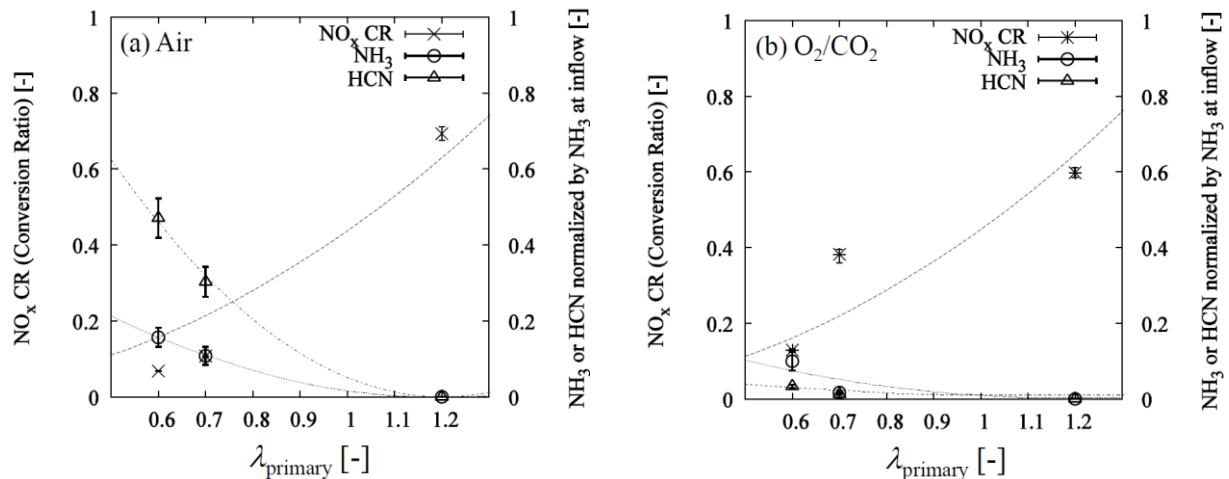 (a) Air
NOx CR
NH3
HCN
NOx CR (Conversion Ratio) [-]
1
0.8
0.6
0.4
0.2
0
1
0.8
0.6
0.4
0.2
0
NH3 or HCN normalized by NH3 at inflow [-]
0.6 0.7 0.8 0.9 1 1.1 1.2
λprimary [-]
(b) O2/CO2
NOx CR
NH3
HCN
NOx CR (Conversion Ratio) [-]
1
0.8
0.6
0.4
0.2
0
1
0.8
0.6
0.4
0.2
0
NH3 or HCN normalized by NH3 at inflow [-]
0.6 0.7 0.8 0.9 1 1.1 1.2
λprimary [-]